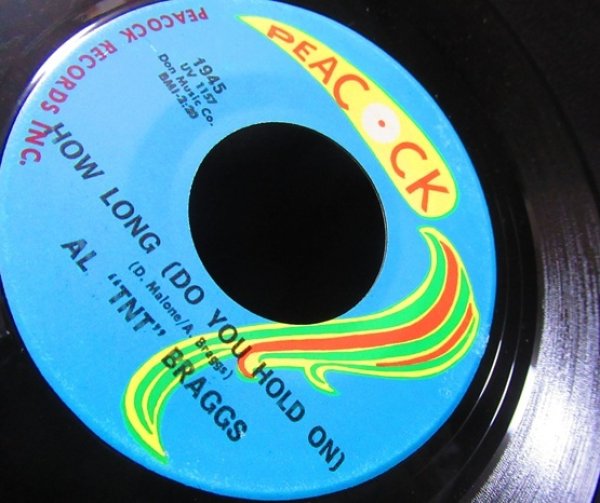 PEACOCK
PEACOCK RECORDS INC.
1945
UV 1157
Don Music Co.
BMI-2:20
HOW LONG (DO YOU HOLD ON)
(D. Malone/A. Braggs)
AL "TNT" BRAGGS